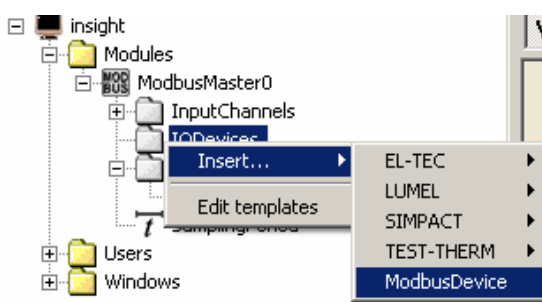 insight
Modules
MOD BUS ModbusMaster0
InputChannels
IODevices
Insert...
Edit templates
EL-TEC
LUMEL
SIMPACT
TEST-THERM
ModbusDevice
Users
Windows